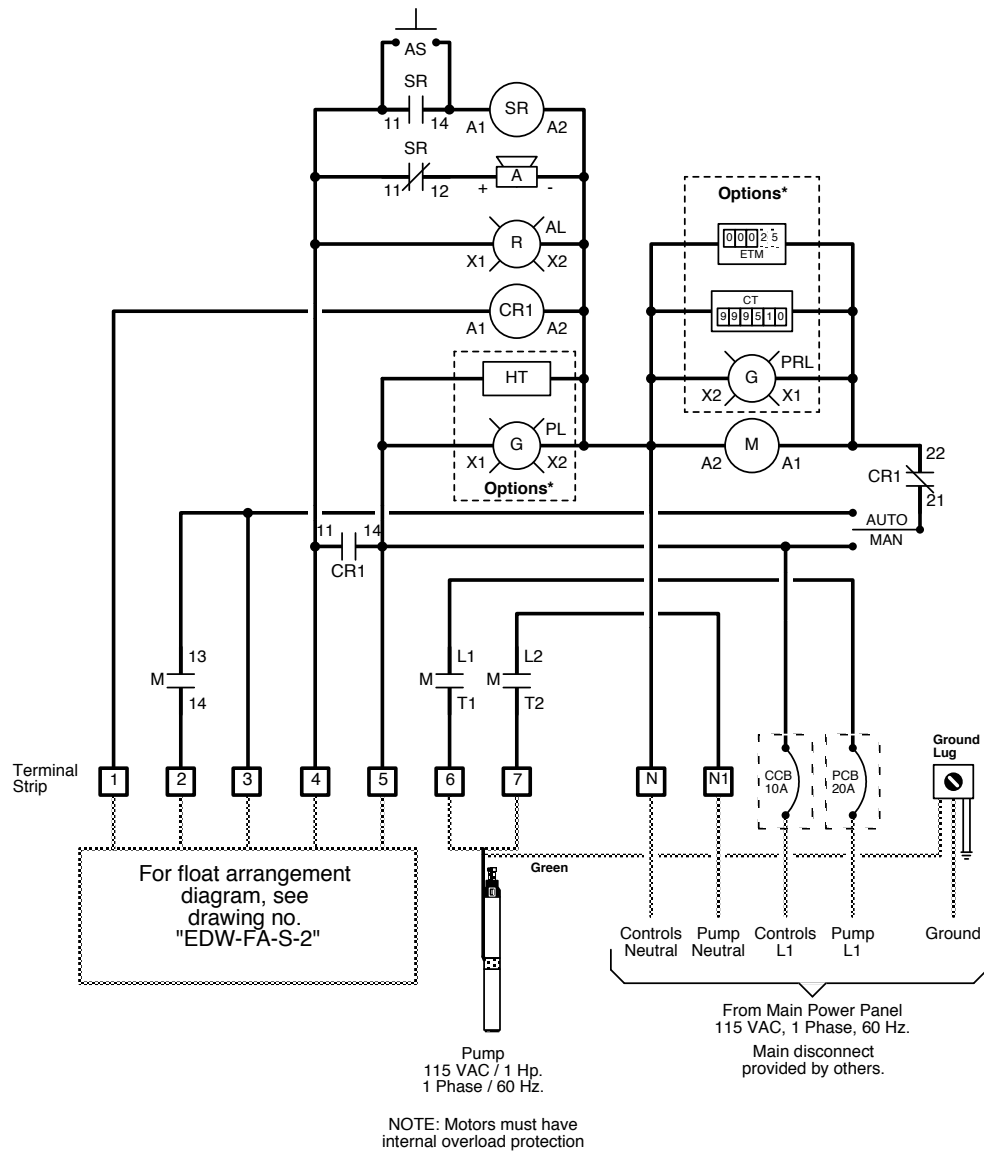 AS
SR
11 14
A1 SR A2
SR
11 12
+ A -
R AL
X1 X2
CR1
A1 A2
HT
G PL
X1 X2
Options*
Options*
0 0 0 2 5
ETM
CT
9 9 9 5 1 0
G PRL
X2 X1
M
A2 A1
22
CR1
21
AUTO
MAN
11 14
CR1
13
M
14
L1
M
T1
L2
M
T2
Terminal
Strip
1 2 3 4 5 6 7 N N1
CCB
10A
PCB
20A
Ground
Lug
Green
For float arrangement
diagram, see
drawing no.
"EDW-FA-S-2"
Controls
Neutral
Pump
Neutral
Controls
L1
Pump
L1
Ground
From Main Power Panel
115 VAC, 1 Phase, 60 Hz.
Main disconnect
provided by others.
Pump
115 VAC / 1 Hp.
1 Phase / 60 Hz.
NOTE: Motors must have
internal overload protection